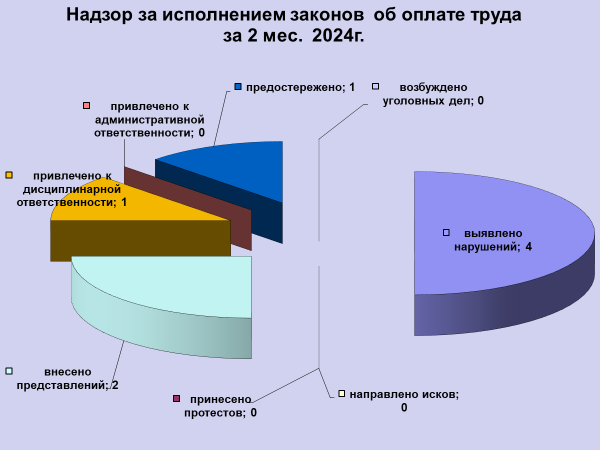 Надзор за исполнением законов  об оплате труда
за 2 мес.  2024г.
предостережено; 1
возбуждено
уголовных дел; 0
привлечено к
административной
ответственности; 0
привлечено к
дисциплинарной
ответственности; 1
выявлено
нарушений; 4
внесено
представлений; 2
принесено
протестов; 0
направлено исков;
0